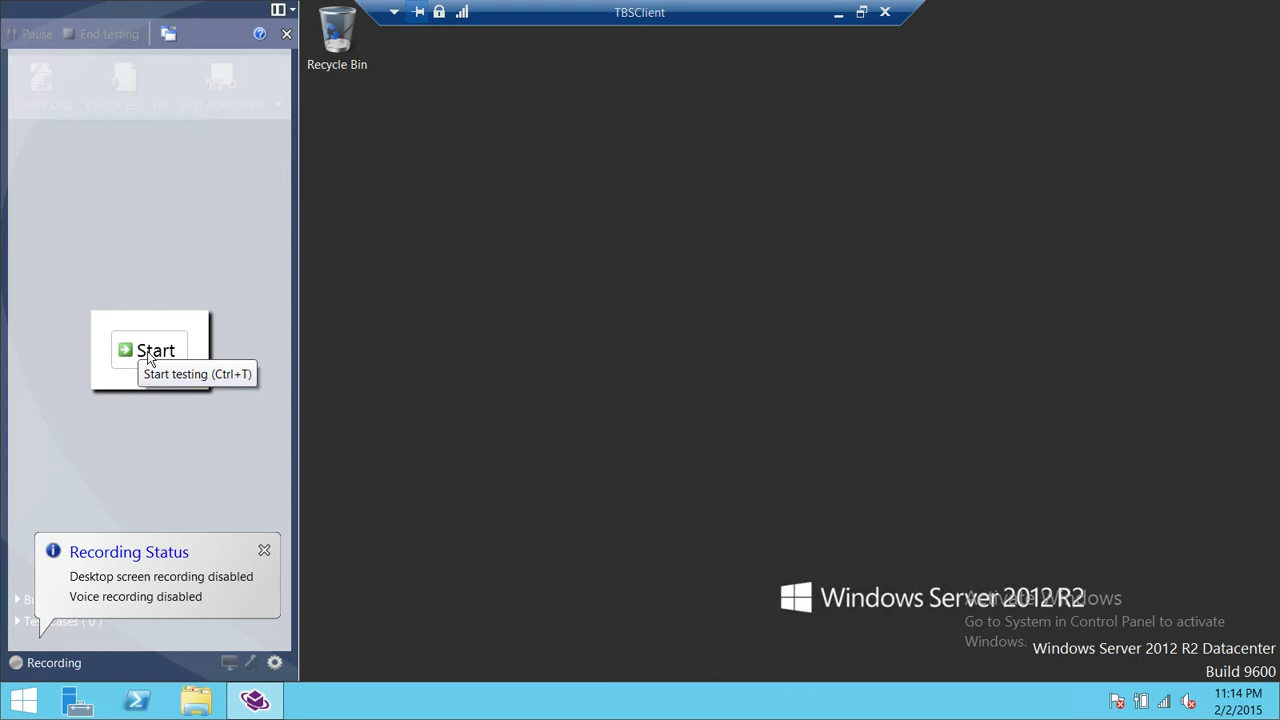 TBSClient
Pause
End testing
Recycle Bin
Start
Start testing (Ctrl+T)
Recording Status
Desktop screen recording disabled
Voice recording disabled
Recording
Windows Server 2012 R2
Activate Windows
Go to System in Control Panel to activate
Windows.
Windows Server 2012 R2 Datacenter
Build 9600
11:14 PM
2/2/2015